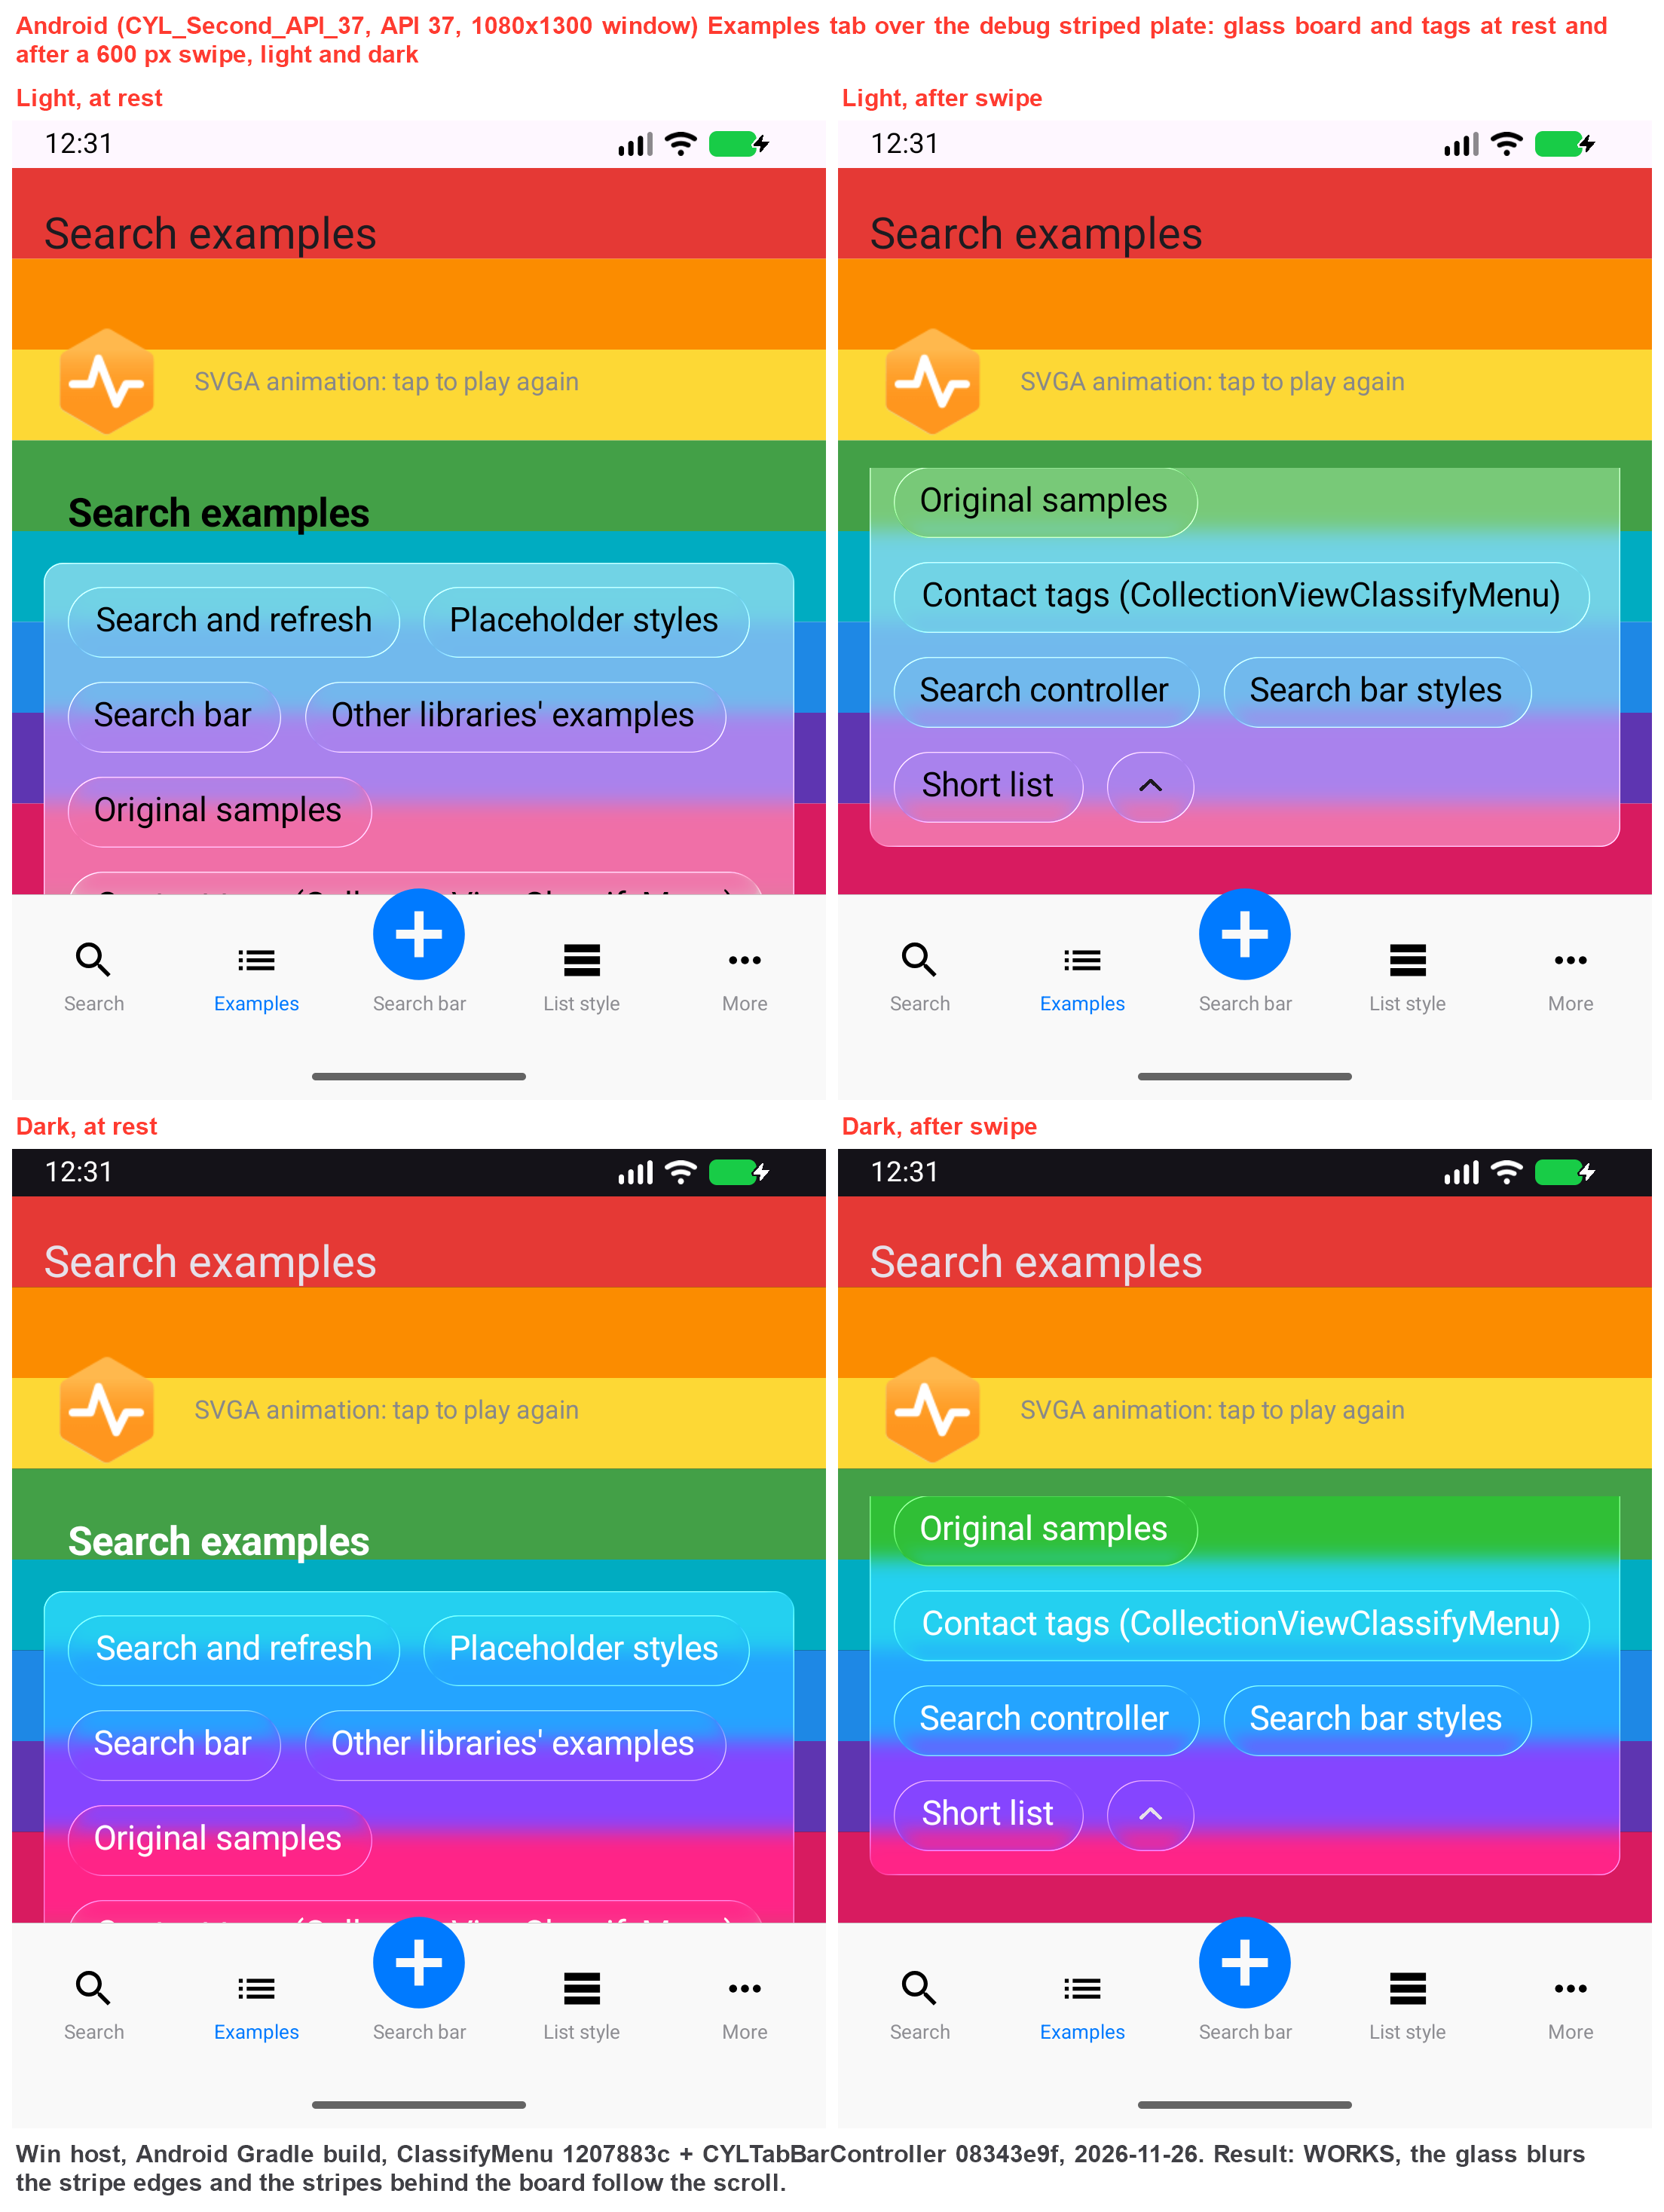 Android (CYL_Second_API_37, API 37, 1080x1300 window) Examples tab over the debug striped plate: glass board and tags at rest and
after a 600 px swipe, light and dark
Light, at rest
12:31
Search examples
SVGA animation: tap to play again
Search examples
Search and refresh
Placeholder styles
Search bar
Other libraries' examples
Original samples
Search
Examples
Search bar
List style
More
Light, after swipe
12:31
Search examples
SVGA animation: tap to play again
Original samples
Contact tags (CollectionViewClassifyMenu)
Search controller
Search bar styles
Short list
Search
Examples
Search bar
List style
More
Dark, at rest
12:31
Search examples
SVGA animation: tap to play again
Search examples
Search and refresh
Placeholder styles
Search bar
Other libraries' examples
Original samples
Search
Examples
Search bar
List style
More
Dark, after swipe
12:31
Search examples
SVGA animation: tap to play again
Original samples
Contact tags (CollectionViewClassifyMenu)
Search controller
Search bar styles
Short list
Search
Examples
Search bar
List style
More
Win host, Android Gradle build, ClassifyMenu 1207883c + CYLTabBarController 08343e9f, 2026-11-26. Result: WORKS, the glass blurs
the stripe edges and the stripes behind the board follow the scroll.